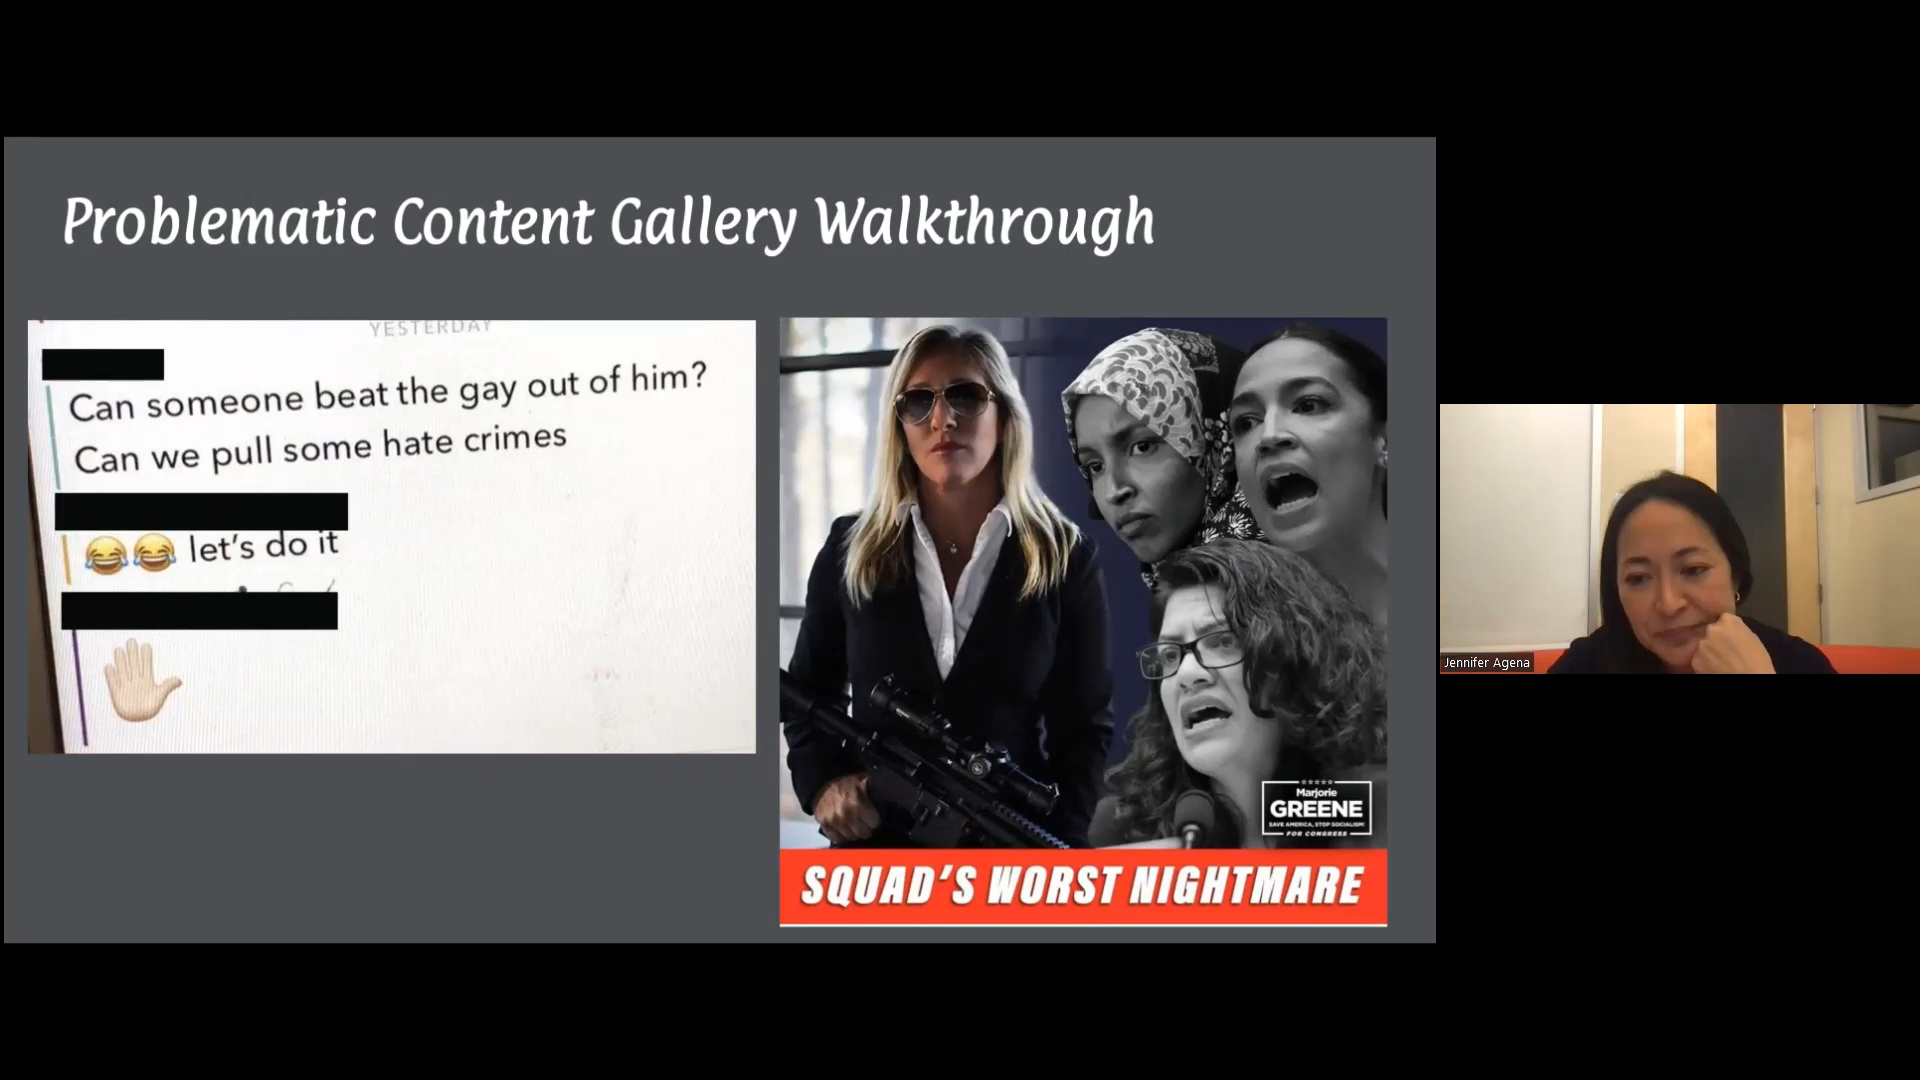 Problematic Content Gallery Walkthrough
YESTERDAY
Can someone beat the gay out of him?
Can we pull some hate crimes
😂😂 let's do it
✋🏻
Marjorie
GREENE
SAVE AMERICA, STOP SOCIALISM!
FOR CONGRESS
SQUAD'S WORST NIGHTMARE
Jennifer Agena